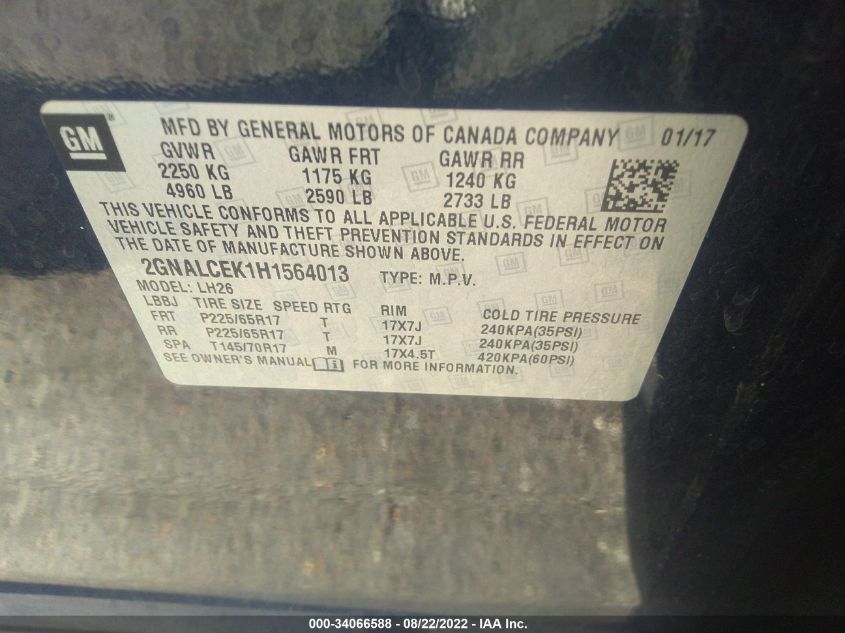 GM ® MFD BY GENERAL MOTORS OF CANADA COMPANY 01/17
GVWR GAWR FRT GAWR RR
2250 KG 1175 KG 1240 KG
4960 LB 2590 LB 2733 LB
THIS VEHICLE CONFORMS TO ALL APPLICABLE U.S. FEDERAL MOTOR
VEHICLE SAFETY AND THEFT PREVENTION STANDARDS IN EFFECT ON
THE DATE OF MANUFACTURE SHOWN ABOVE.
2GNALCEK1H1564013 TYPE: M.P.V.
MODEL: LH26
LBBJ TIRE SIZE SPEED RTG RIM COLD TIRE PRESSURE
FRT P225/65R17 T 17X7J 240KPA(35PSI)
RR P225/65R17 T 17X7J 240KPA(35PSI)
SPA T145/70R17 M 17X4.5T 420KPA(60PSI)
SEE OWNER'S MANUAL FOR MORE INFORMATION.
000-34066588 - 08/22/2022 - IAA Inc.